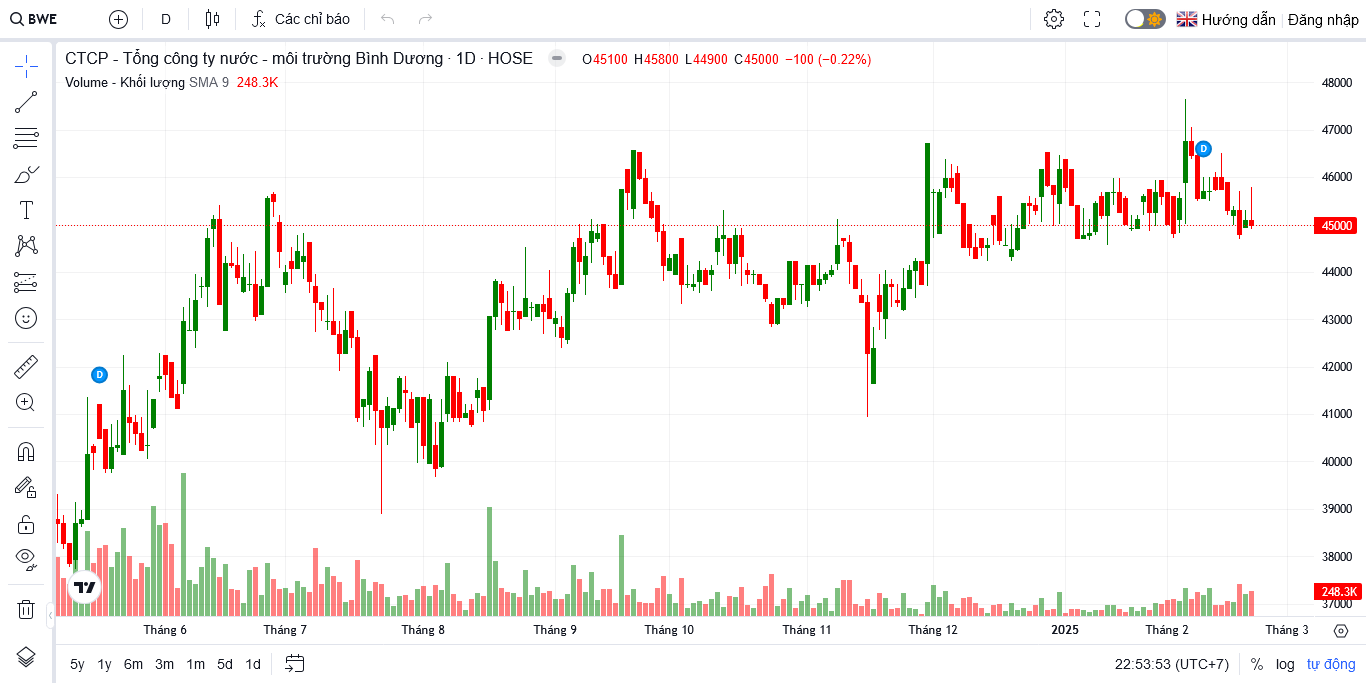 BWE D Các chỉ báo Hướng dẫn Đăng nhập
CTCP - Tổng công ty nước - môi trường Bình Dương · 1D · HOSE O45100 H45800 L44900 C45000 −100 (−0.22%)
Volume - Khối lượng SMA 9 248.3K
48000
47000
D
46000
45000
44000
43000
42000
D
41000
40000
39000
38000
248.3K
37000
Tháng 6 Tháng 7 Tháng 8 Tháng 9 Tháng 10 Tháng 11 Tháng 12 2025 Tháng 2 Tháng 3
5y 1y 6m 3m 1m 5d 1d 22:53:53 (UTC+7) % log tự động